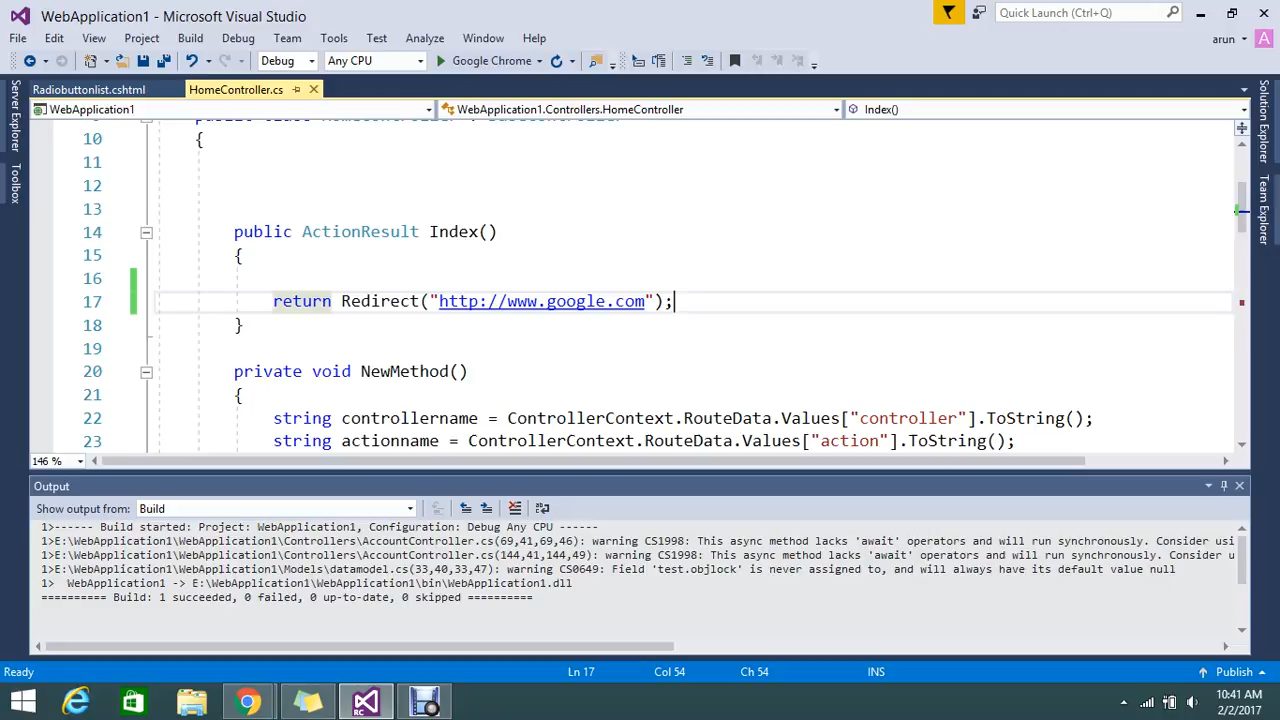 WebApplication1 - Microsoft Visual Studio
Quick Launch (Ctrl+Q)
File Edit View Project Build Debug Team Tools Test Analyze Window Help
arun A
Debug Any CPU Google Chrome
Radiobuttonlist.cshtml HomeController.cs
WebApplication1 WebApplication1.Controllers.HomeController Index()
Server Explorer
Toolbox
Solution Explorer
Team Explorer
10 {
11
12
13
14 public ActionResult Index()
15 {
16
17 return Redirect("http://www.google.com");
18 }
19
20 private void NewMethod()
21 {
22 string controllername = ControllerContext.RouteData.Values["controller"].ToString();
23 string actionname = ControllerContext.RouteData.Values["action"].ToString();
146 %
Output
Show output from: Build
1>------ Build started: Project: WebApplication1, Configuration: Debug Any CPU ------
1>E:\WebApplication1\WebApplication1\Controllers\AccountController.cs(69,41,69,46): warning CS1998: This async method lacks 'await' operators and will run synchronously. Consider usi
1>E:\WebApplication1\WebApplication1\Controllers\AccountController.cs(144,41,144,49): warning CS1998: This async method lacks 'await' operators and will run synchronously. Consider u
1>E:\WebApplication1\WebApplication1\Models\datamodel.cs(33,40,33,47): warning CS0649: Field 'test.objlock' is never assigned to, and will always have its default value null
1> WebApplication1 -> E:\WebApplication1\WebApplication1\bin\WebApplication1.dll
========== Build: 1 succeeded, 0 failed, 0 up-to-date, 0 skipped ==========
Ready Ln 17 Col 54 Ch 54 INS Publish
RC
10:41 AM
2/2/2017